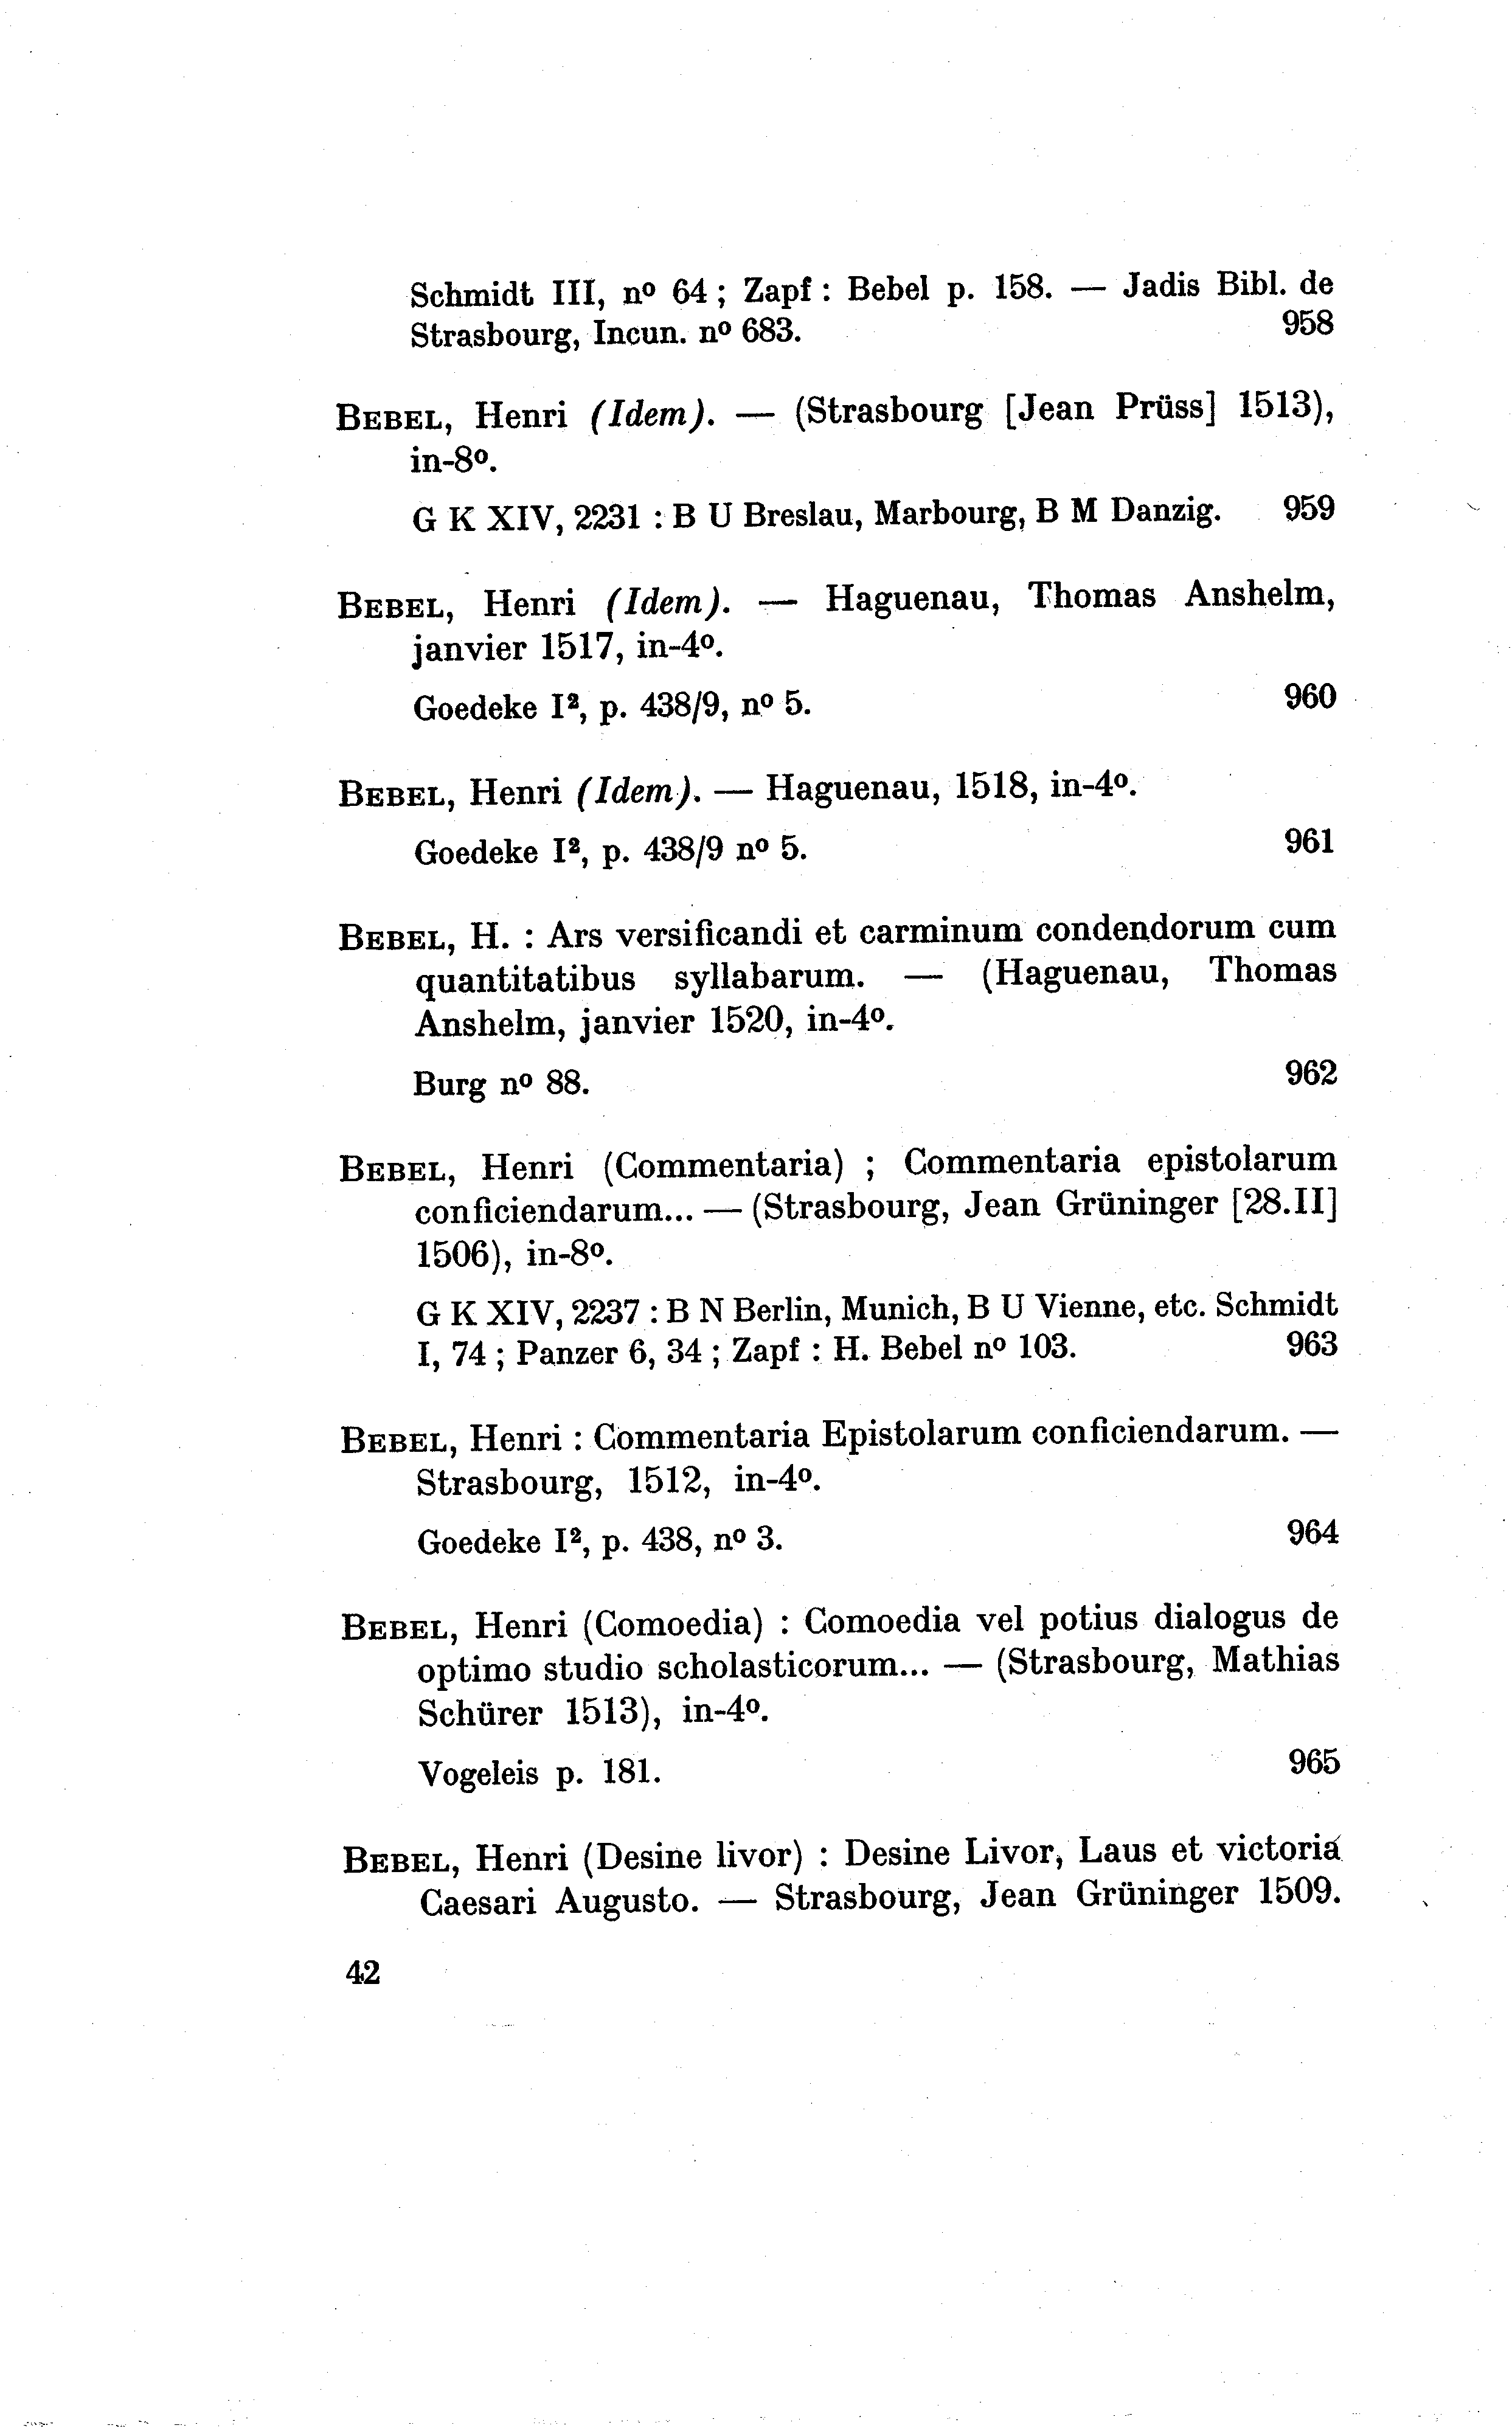 Schmidt III, nº 64 ; Zapf : Bebel p. 158. — Jadis Bibl. de
Strasbourg, Incun. nº 683. 958
BEBEL, Henri (Idem). — (Strasbourg [Jean Prüss] 1513),
in-8º.
G K XIV, 2231 : B U Breslau, Marbourg, B M Danzig. 959
BEBEL, Henri (Idem). — Haguenau, Thomas Anshelm,
janvier 1517, in-4º.
Goedeke I², p. 438/9, nº 5. 960
BEBEL, Henri (Idem). — Haguenau, 1518, in-4º.
Goedeke I², p. 438/9 nº 5. 961
BEBEL, H. : Ars versificandi et carminum condendorum cum
quantitatibus syllabarum. — (Haguenau, Thomas
Anshelm, janvier 1520, in-4º.
Burg nº 88. 962
BEBEL, Henri (Commentaria) ; Commentaria epistolarum
conficiendarum... — (Strasbourg, Jean Grüninger [28.II]
1506), in-8º.
G K XIV, 2237 : B N Berlin, Munich, B U Vienne, etc. Schmidt
I, 74 ; Panzer 6, 34 ; Zapf : H. Bebel nº 103. 963
BEBEL, Henri : Commentaria Epistolarum conficiendarum. —
Strasbourg, 1512, in-4º.
Goedeke I², p. 438, nº 3. 964
BEBEL, Henri (Comoedia) : Comoedia vel potius dialogus de
optimo studio scholasticorum... — (Strasbourg, Mathias
Schürer 1513), in-4º.
Vogeleis p. 181. 965
BEBEL, Henri (Desine livor) : Desine Livor, Laus et victoria
Caesari Augusto. — Strasbourg, Jean Grüninger 1509.
42